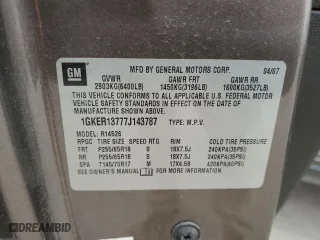 GM
MFD BY GENERAL MOTORS CORP. 04/07
GVWR GAWR FRT GAWR RR
2903KG(6400LB) 1450KG(3196LB) 1600KG(3527LB)
THIS VEHICLE CONFORMS TO ALL APPLICABLE U.S. FEDERAL MOTOR
VEHICLE SAFETY STANDARDS IN EFFECT ON THE DATE OF
MANUFACTURE SHOWN ABOVE.
1GKER13777J143787 TYPE: M.P.V.
MODEL: R14526
RPGC TIRE SIZE SPEED RTG RIM COLD TIRE PRESSURE
FRT P255/65R18 S 18X7.5J 240KPA(35PSI)
RR P255/65R18 S 18X7.5J 240KPA(35PSI)
SPA T145/70R17 M 17X4.5B 420KPA(60PSI)
SEE OWNER'S MANUAL FOR MORE INFORMATION.
AutoBidMaster